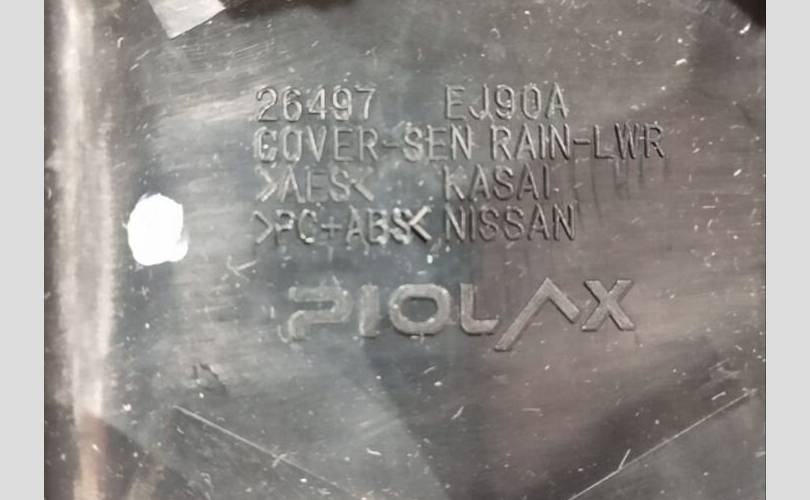 26497 EJ90A
COVER-SEN RAIN-LWR
>AES< KASAI
>PC+ABS< NISSAN
PIOLAX